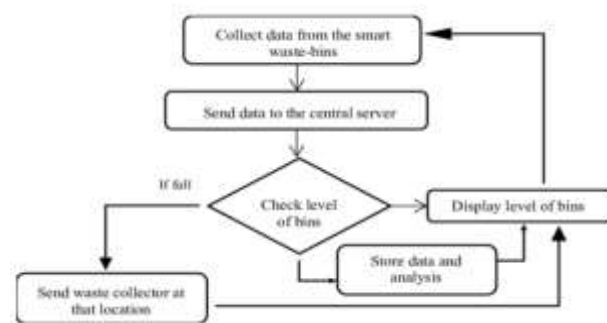 Collect data from the smart
waste-bins
Send data to the central server
If full
Check level
of bins
Display level of bins
Store data and
analysis
Send waste collector at
that location